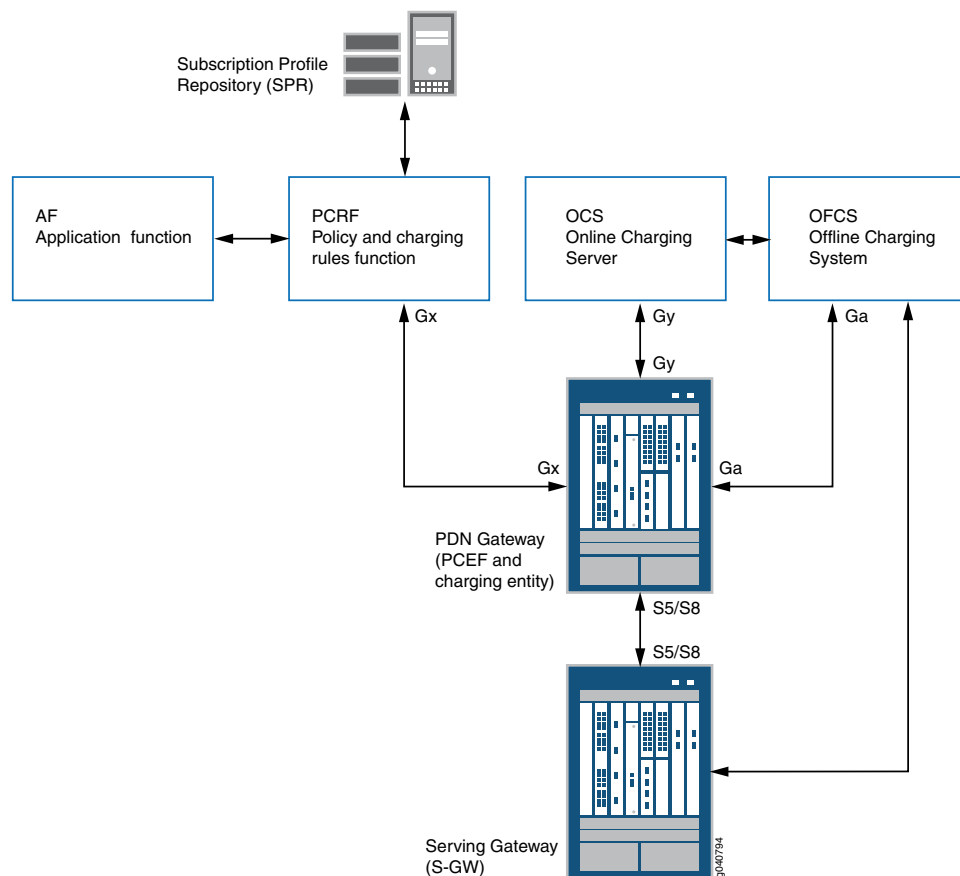 Subscription Profile
Repository (SPR)
AF
Application function
PCRF
Policy and charging
rules function
OCS
Online Charging
Server
OFCS
Offline Charging
System
Gx
Gy
Ga
Gy
Gx
Ga
PDN Gateway
(PCEF and
charging entity)
S5/S8
S5/S8
Serving Gateway
(S-GW)
g040794